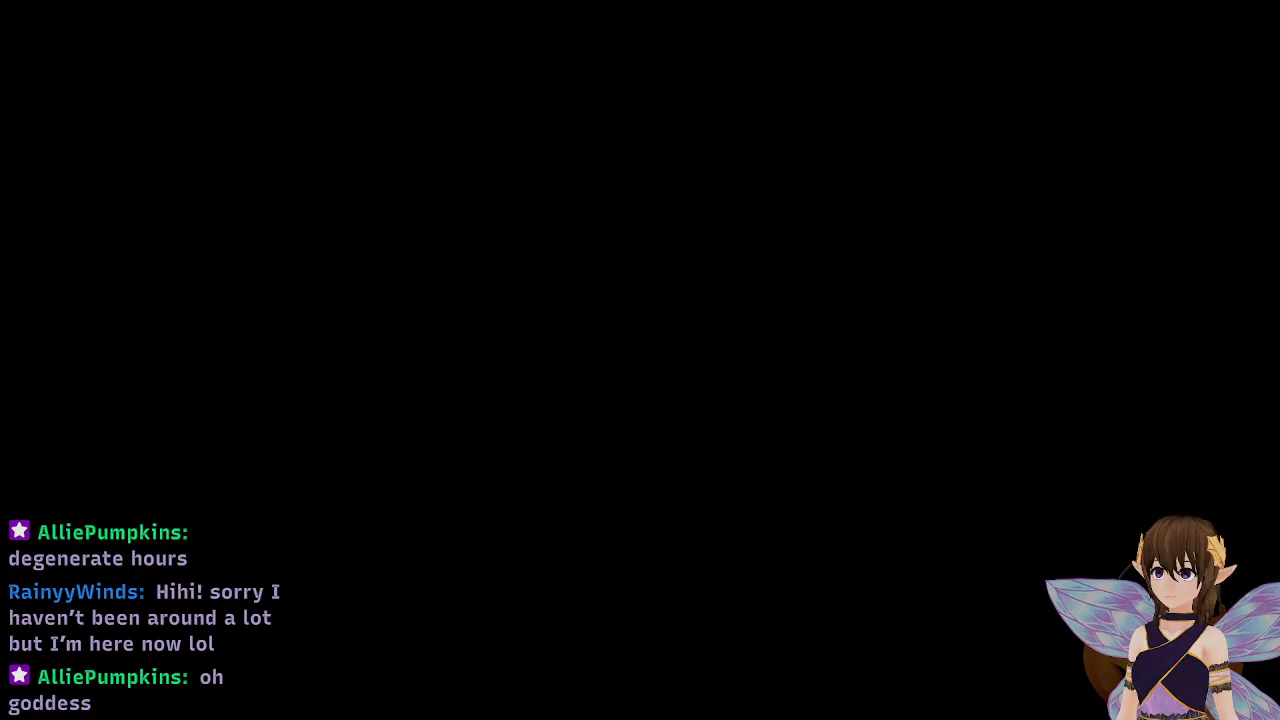 AlliePumpkins:
degenerate hours
RainyyWinds: Hihi! sorry I
haven't been around a lot
but I'm here now lol
AlliePumpkins: oh
goddess